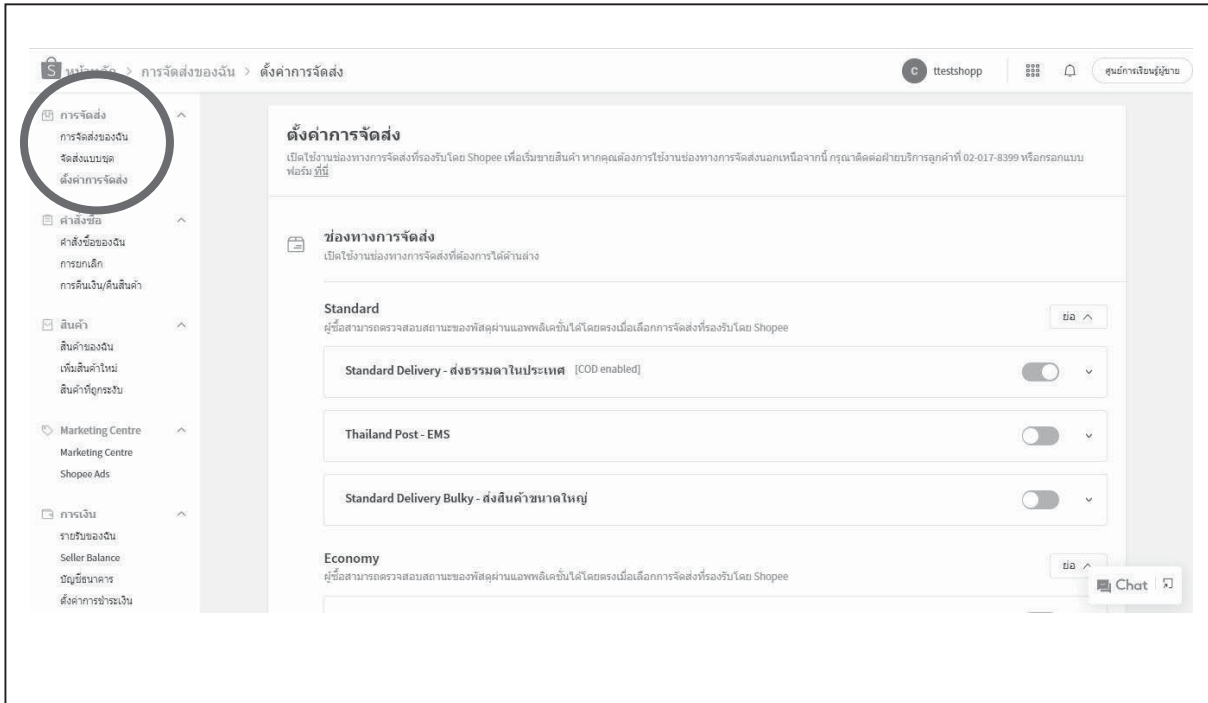 หน้าหลัก > การจัดส่งของฉัน > ตั้งค่าการจัดส่ง
C ttestshopp
ศูนย์การเรียนรู้ผู้ขาย
การจัดส่ง
การจัดส่งของฉัน
จัดส่งแบบชุด
ตั้งค่าการจัดส่ง
คำสั่งซื้อ
คำสั่งซื้อของฉัน
การยกเลิก
การคืนเงิน/คืนสินค้า
สินค้า
สินค้าของฉัน
เพิ่มสินค้าใหม่
สินค้าที่ถูกระงับ
Marketing Centre
Marketing Centre
Shopee Ads
การเงิน
รายรับของฉัน
Seller Balance
บัญชีธนาคาร
ตั้งค่าการชำระเงิน
ตั้งค่าการจัดส่ง
เปิดใช้งานช่องทางการจัดส่งที่รองรับโดย Shopee เพื่อเริ่มขายสินค้า หากคุณต้องการใช้งานช่องทางการจัดส่งนอกเหนือจากนี้ กรุณาติดต่อฝ่ายบริการลูกค้าที่ 02-017-8399 หรือกรอกแบบ
ฟอร์ม ที่นี่
ช่องทางการจัดส่ง
เปิดใช้งานช่องทางการจัดส่งที่ต้องการได้ด้านล่าง
Standard
ผู้ซื้อสามารถตรวจสอบสถานะของพัสดุผ่านแอพพลิเคชั่นได้โดยตรงเมื่อเลือกการจัดส่งที่รองรับโดย Shopee
ย่อ
Standard Delivery - ส่งธรรมดาในประเทศ [COD enabled]
Thailand Post - EMS
Standard Delivery Bulky - ส่งสินค้าขนาดใหญ่
Economy
ผู้ซื้อสามารถตรวจสอบสถานะของพัสดุผ่านแอพพลิเคชั่นได้โดยตรงเมื่อเลือกการจัดส่งที่รองรับโดย Shopee
ย่อ
Chat